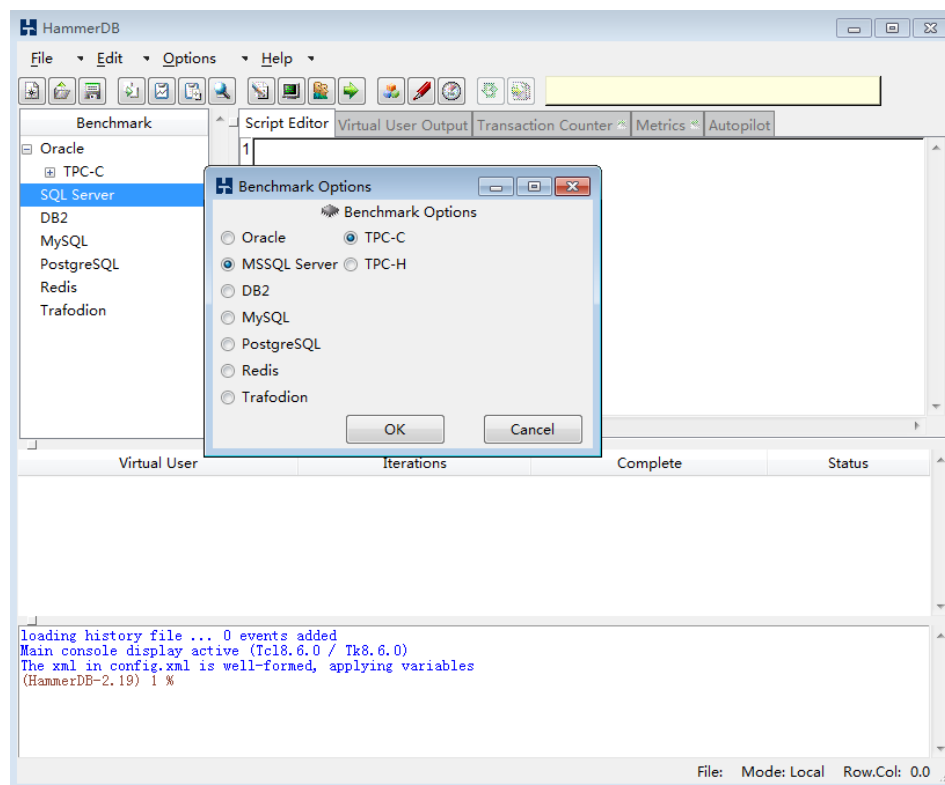 HammerDB
File Edit Options Help
Benchmark
Script Editor Virtual User Output Transaction Counter Metrics Autopilot
Oracle
1
TPC-C
SQL Server
DB2
MySQL
PostgreSQL
Redis
Trafodion
Benchmark Options
Benchmark Options
Oracle TPC-C
MSSQL Server TPC-H
DB2
MySQL
PostgreSQL
Redis
Trafodion
OK Cancel
Virtual User Iterations Complete Status
loading history file ... 0 events added
Main console display active (Tcl8.6.0 / Tk8.6.0)
The xml in config.xml is well-formed, applying variables
(HammerDB-2.19) 1 %
File: Mode: Local Row.Col: 0.0